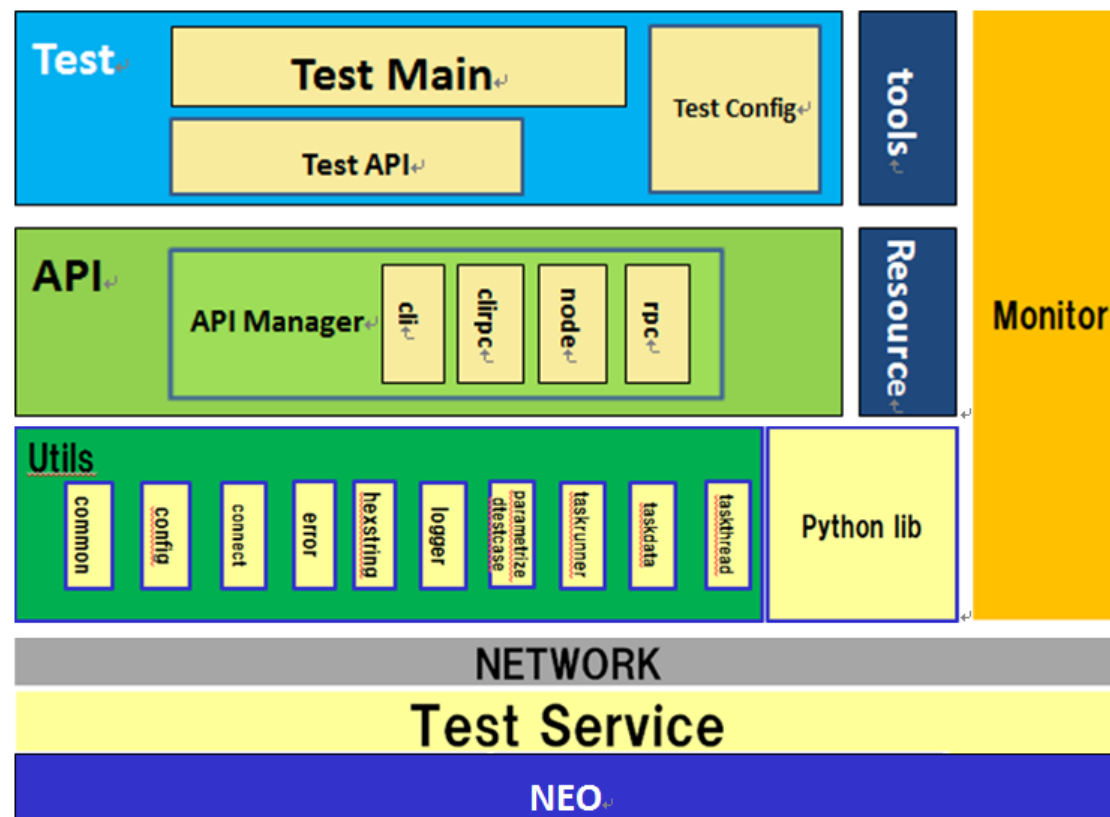 Test
Test Main
Test Config
Test API
tools
API
API Manager
cli
clirpc
node
rpc
Resource
Monitor
Utils
common
config
connect
error
hexstring
logger
parametrize
dtestcase
taskrunner
taskdata
taskthread
Python lib
NETWORK
Test Service
NEO